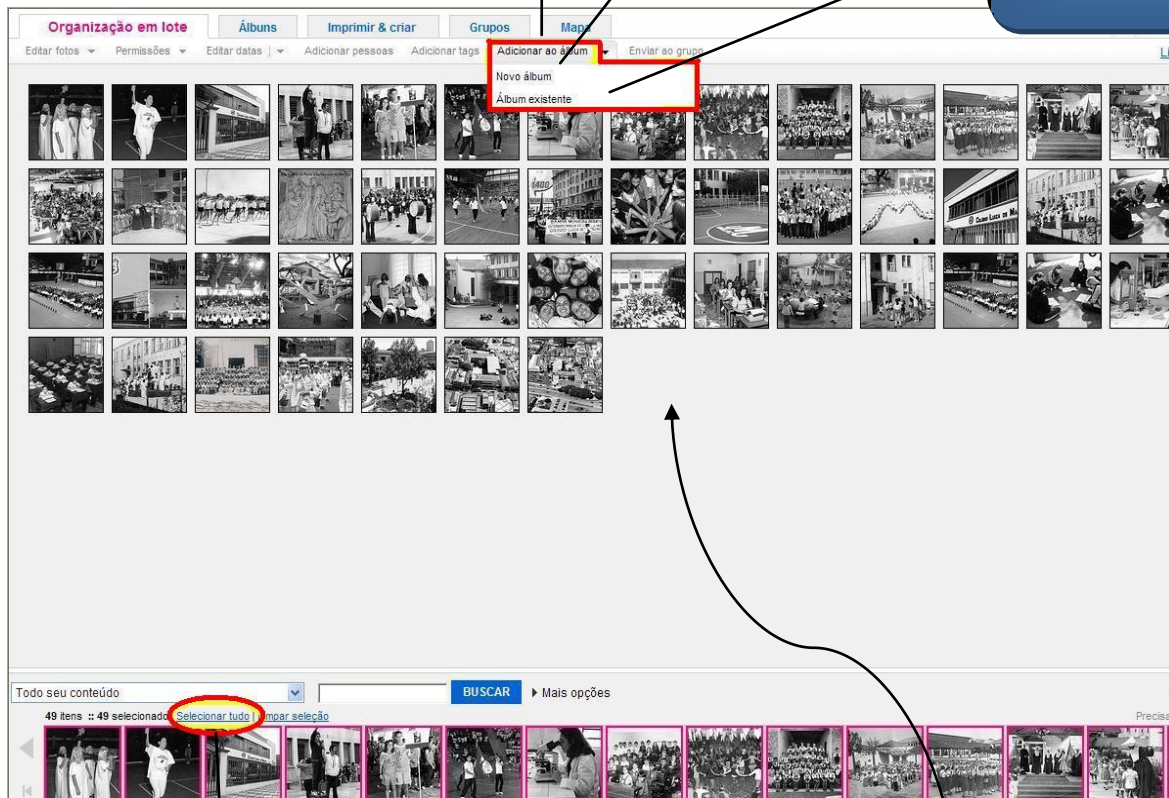 Organização em lote Álbuns Imprimir & criar Grupos Mapa
Editar fotos Permissões Editar datas | Adicionar pessoas Adicionar tags Adicionar ao álbum Enviar ao grupo
Novo álbum
Álbum existente
Todo seu conteúdo BUSCAR Mais opções
49 itens :: 49 selecionado Selecionar tudo | Limpar seleção